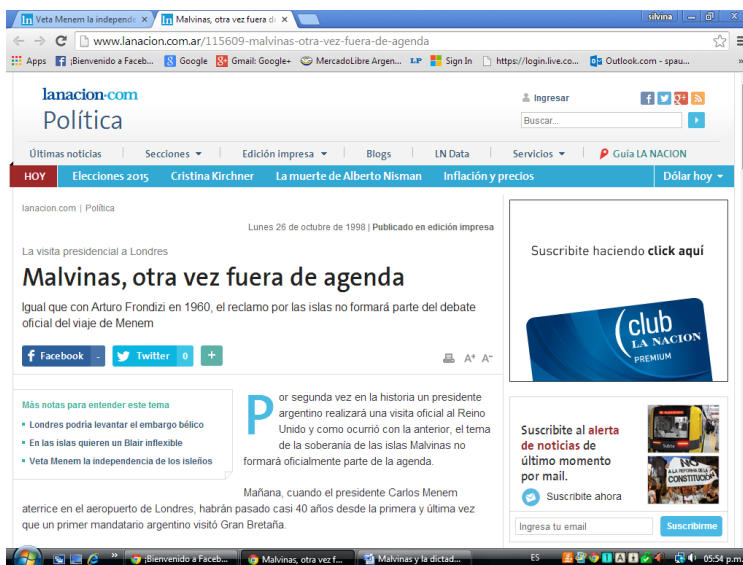 Veta Menem la independe
Malvinas, otra vez fuera de
silvina
www.lanacion.com.ar/115609-malvinas-otra-vez-fuera-de-agenda
Apps
¡Bienvenido a Faceb...
Google
Gmail: Google+
MercadoLibre Argen...
LP
Sign In
https://login.live.co...
Outlook.com - spau...
lanacion.com
Política
Ingresar
Buscar...
Últimas noticias
Secciones
Edición impresa
Blogs
LN Data
Servicios
Guía LA NACION
HOY
Elecciones 2015
Cristina Kirchner
La muerte de Alberto Nisman
Inflación y precios
Dólar hoy
lanacion.com | Política
Lunes 26 de octubre de 1998 | Publicado en edición impresa
La visita presidencial a Londres
Malvinas, otra vez fuera de agenda
Igual que con Arturo Frondizi en 1960, el reclamo por las islas no formará parte del debate
oficial del viaje de Menem
Facebook -
Twitter 0
+
A+ A-
Más notas para entender este tema
Londres podría levantar el embargo bélico
En las islas quieren un Blair inflexible
Veta Menem la independencia de los isleños
Por segunda vez en la historia un presidente
argentino realizará una visita oficial al Reino
Unido y como ocurrió con la anterior, el tema
de la soberanía de las islas Malvinas no
formará oficialmente parte de la agenda.
Mañana, cuando el presidente Carlos Menem
aterrice en el aeropuerto de Londres, habrán pasado casi 40 años desde la primera y última vez
que un primer mandatario argentino visitó Gran Bretaña.
Suscribite haciendo click aquí
club
LA NACION
PREMIUM
Suscribite al alerta
de noticias de
último momento
por mail.
Suscribite ahora
NO
A LA REFORMA DE LA
CONSTITUCIÓN
Ingresa tu email
Suscribirme
¡Bienvenido a Faceb...
Malvinas, otra vez f...
Malvinas y la dictad...
ES
05:54 p.m.